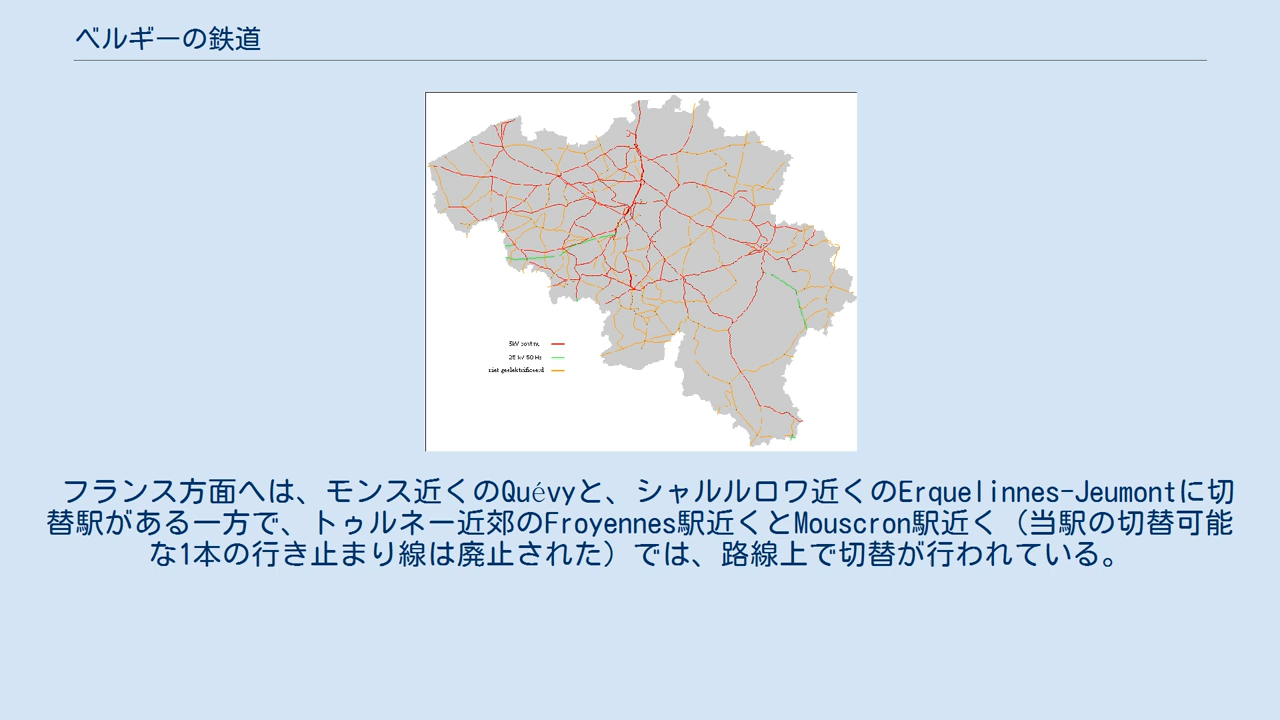 ベルギーの鉄道
25 kV 50 Hz
niet geëlektrificeerd
フランス方面へは、モンス近くのQuévyと、シャルルロワ近くのErquelinnes-Jeumontに切
替駅がある一方で、トゥルネー近郊のFroyennes駅近くとMouscron駅近く（当駅の切替可能
な1本の行き止まり線は廃止された）では、路線上で切替が行われている。